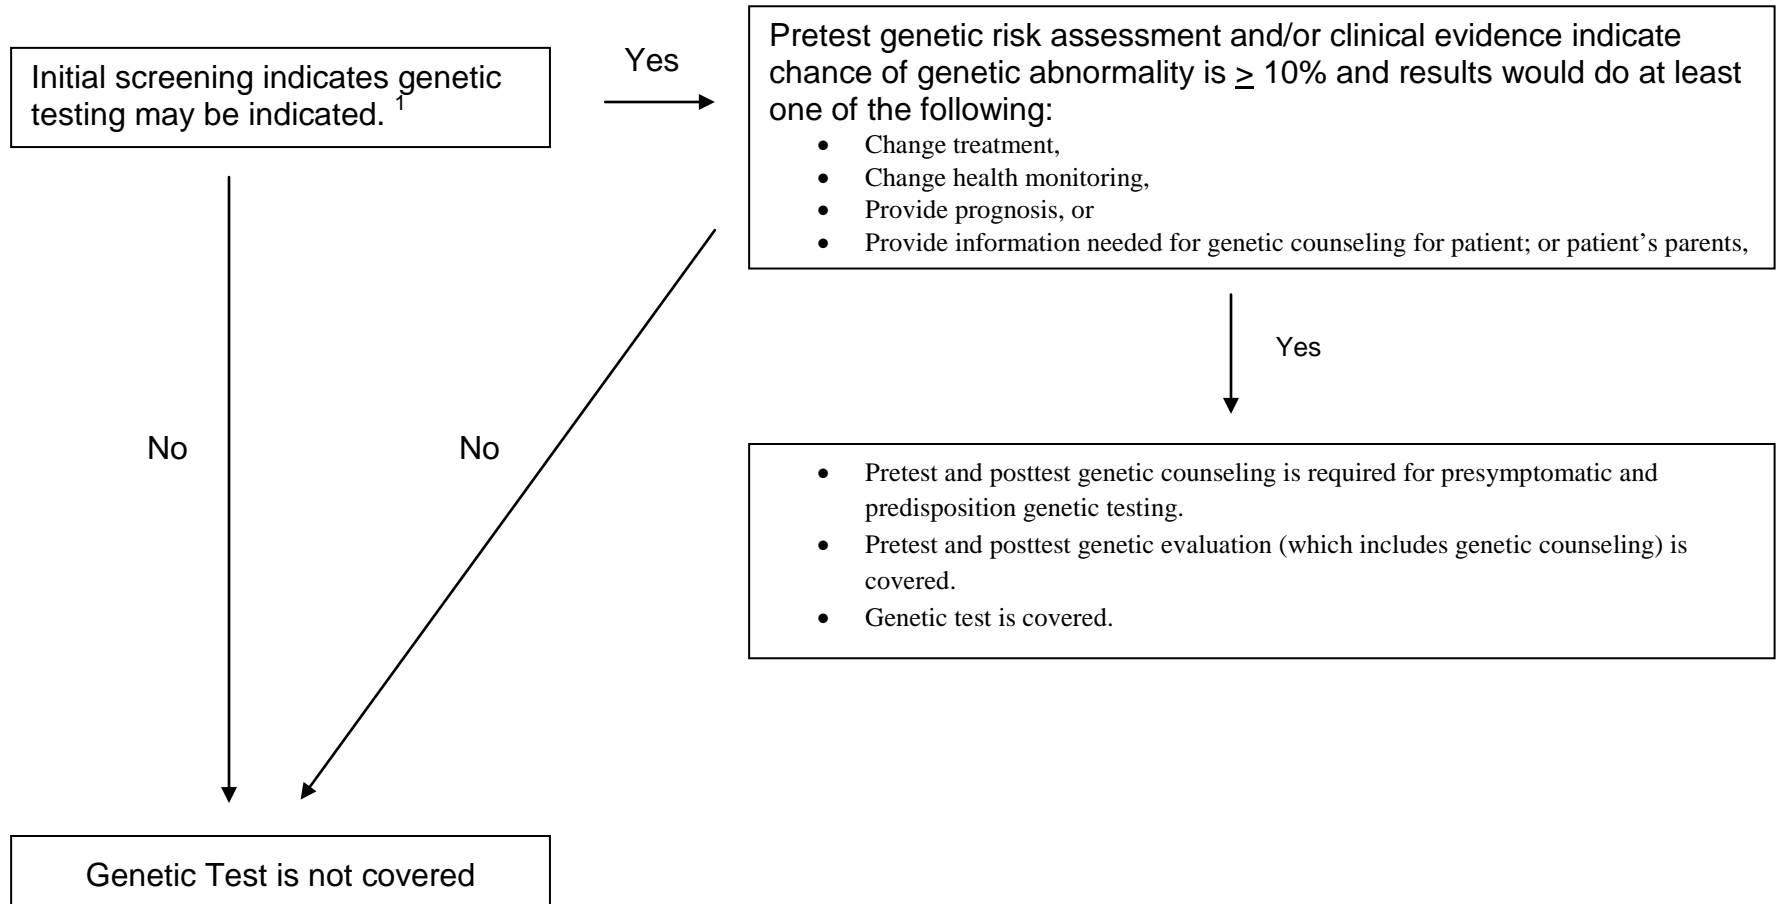 Initial screening indicates genetic
testing may be indicated. 1
Yes
Pretest genetic risk assessment and/or clinical evidence indicate
chance of genetic abnormality is ≥ 10% and results would do at least
one of the following:
• Change treatment,
• Change health monitoring,
• Provide prognosis, or
• Provide information needed for genetic counseling for patient; or patient’s parents,
Yes
No
No
• Pretest and posttest genetic counseling is required for presymptomatic and
predisposition genetic testing.
• Pretest and posttest genetic evaluation (which includes genetic counseling) is
covered.
• Genetic test is covered.
Genetic Test is not covered